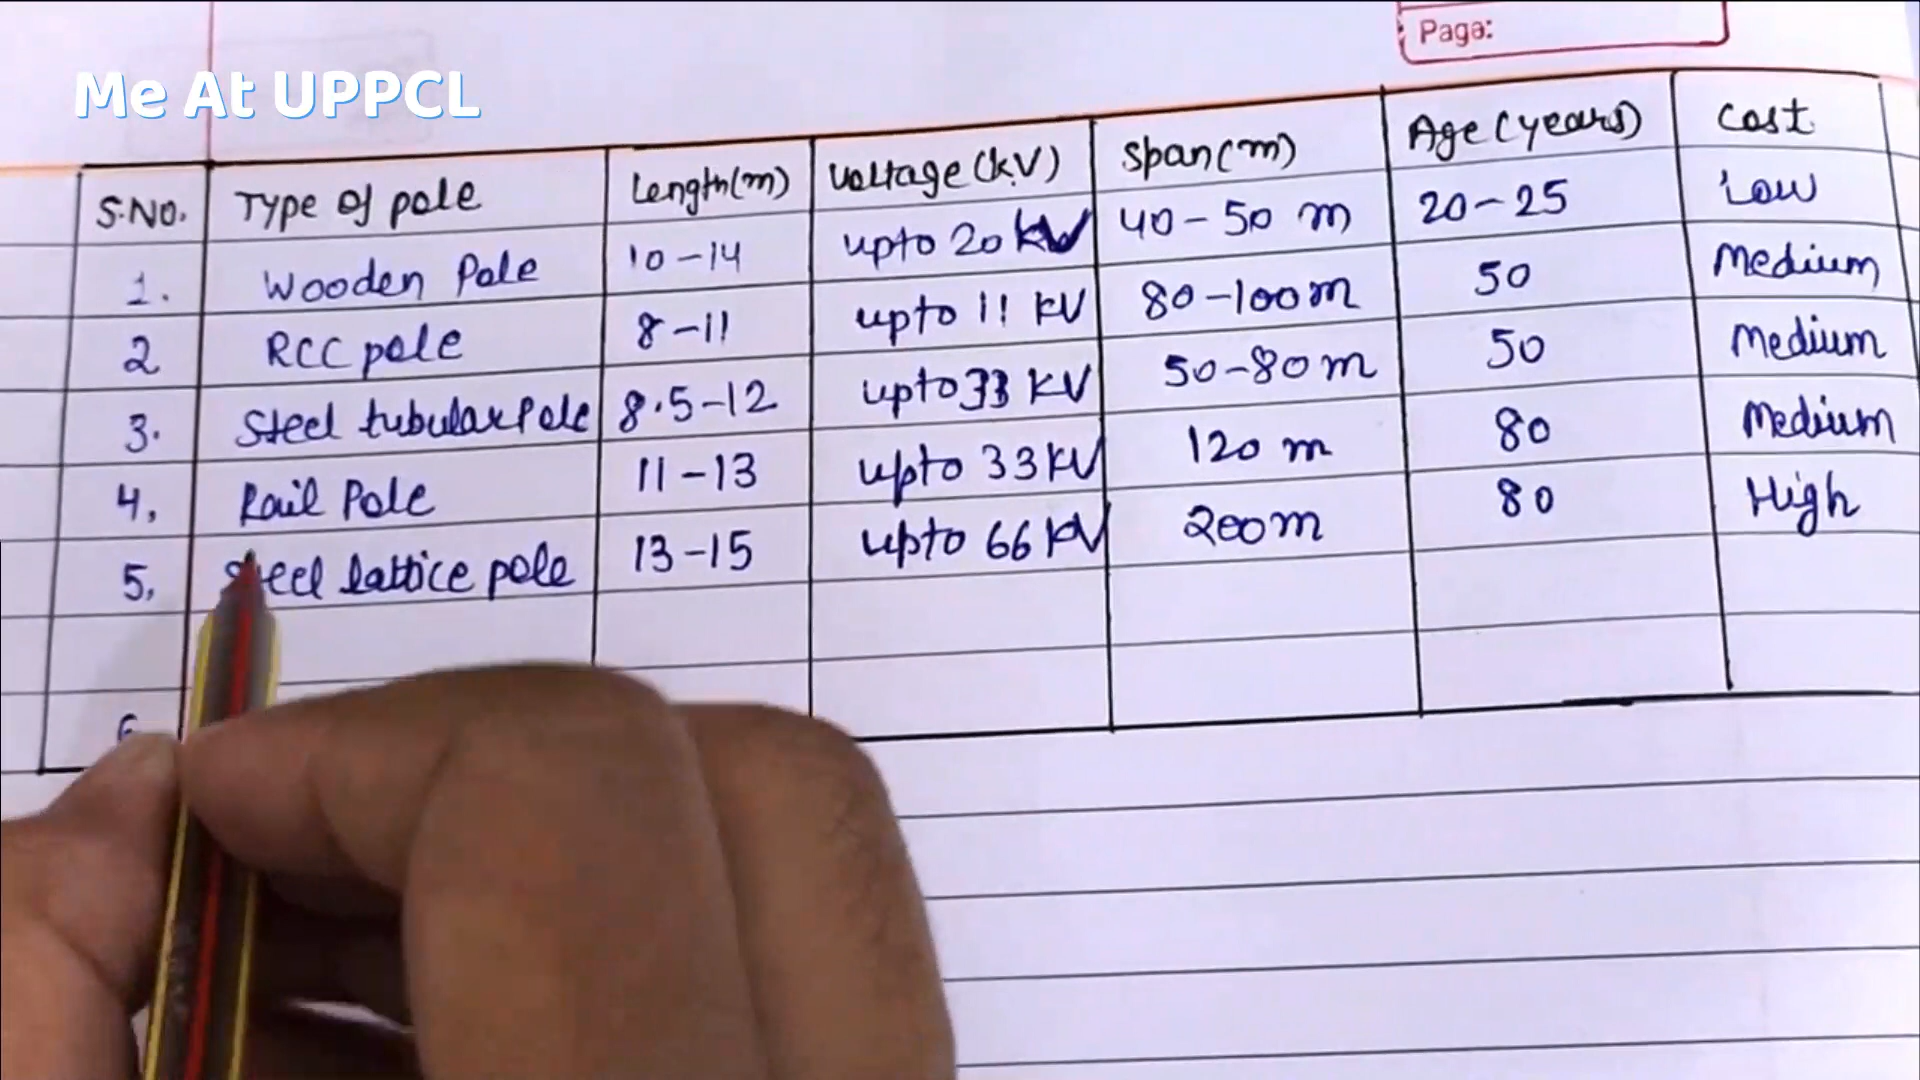 Page:
Me At UPPCL
S.No. Type of pole Length(m) Voltage(kV) Span(m) Age(years) Cost
1. Wooden Pole 10-14 upto 20 kV 40-50 m 20-25 Low
2 RCC pole 8-11 upto 11 kV 80-100m 50 Medium
3. Steel tubular Pole 8.5-12 upto 33 kV 50-80m 50 Medium
4. Rail Pole 11-13 upto 33kV 120 m 80 Medium
5. Steel lattice pole 13-15 upto 66 kV 200m 80 High